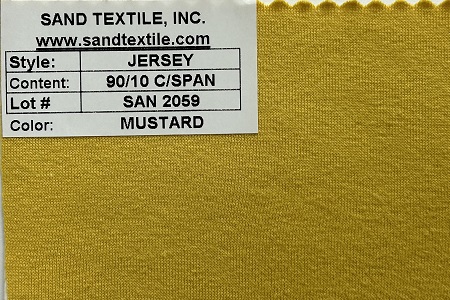 SAND TEXTILE, INC.
www.sandtextile.com
Style: JERSEY
Content: 90/10 C/SPAN
Lot # SAN 2059
Color: MUSTARD